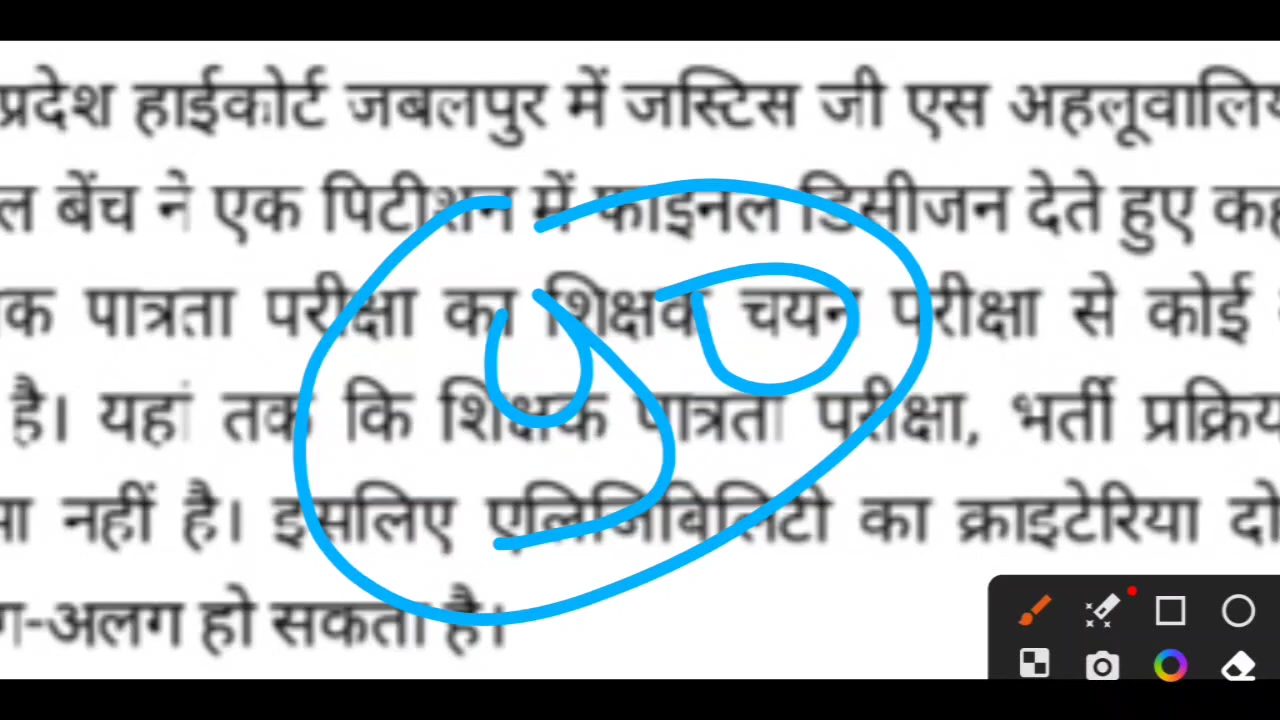 प्रदेश हाईकोर्ट जबलपुर में जस्टिस जी एस अहलूवालिय
ल बेंच ने एक पिटीशन में फाइनल डिसीजन देते हुए कह
क पात्रता परीक्षा का शिक्षक चयन परीक्षा से कोई
है। यहां तक कि शिक्षक पात्रता परीक्षा, भर्ती प्रक्रिय
सा नहीं है। इसलिए एलिजिबिलिटी का क्राइटेरिया दो
ग-अलग हो सकता है।